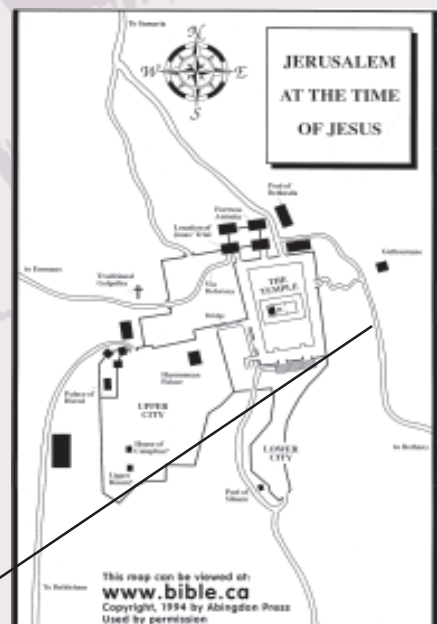 To Samaria
N
W
E
S
JERUSALEM
AT THE TIME
OF JESUS
Pool of
Bethesda
Fortress
Antonia
Location of
Jesus' Trial
Gethsemane
to Emmaus
Traditional
Golgotha
Via
Dolorosa
THE
TEMPLE
Bridge
Hasmonean
Palace
Palace of
Herod
UPPER
CITY
House of
Caiaphas?
Upper
Room?
LOWER
CITY
to Bethany
Pool of
Siloam
To Bethlehem
This map can be viewed at:
www.bible.ca
Copyright, 1994 by Abingdon Press
Used by permission